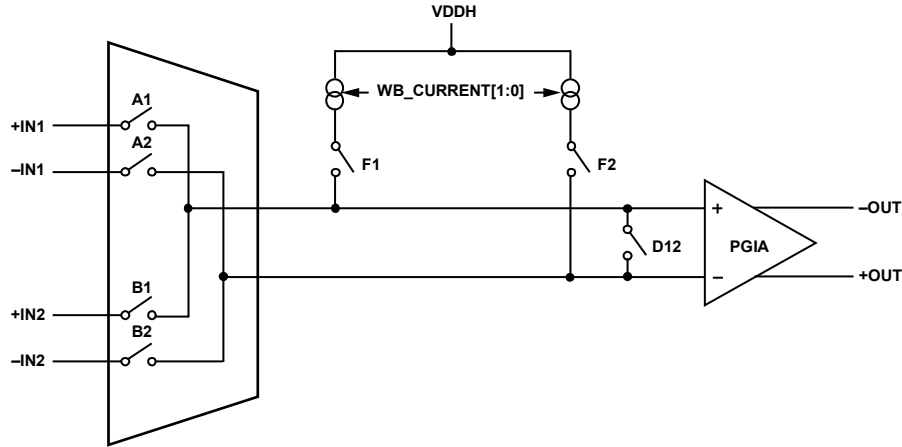 VDDH
WB_CURRENT[1:0]
A1
+IN1
A2
–IN1
F1
F2
+
PGIA
–OUT
D12
–
+OUT
B1
+IN2
B2
–IN2